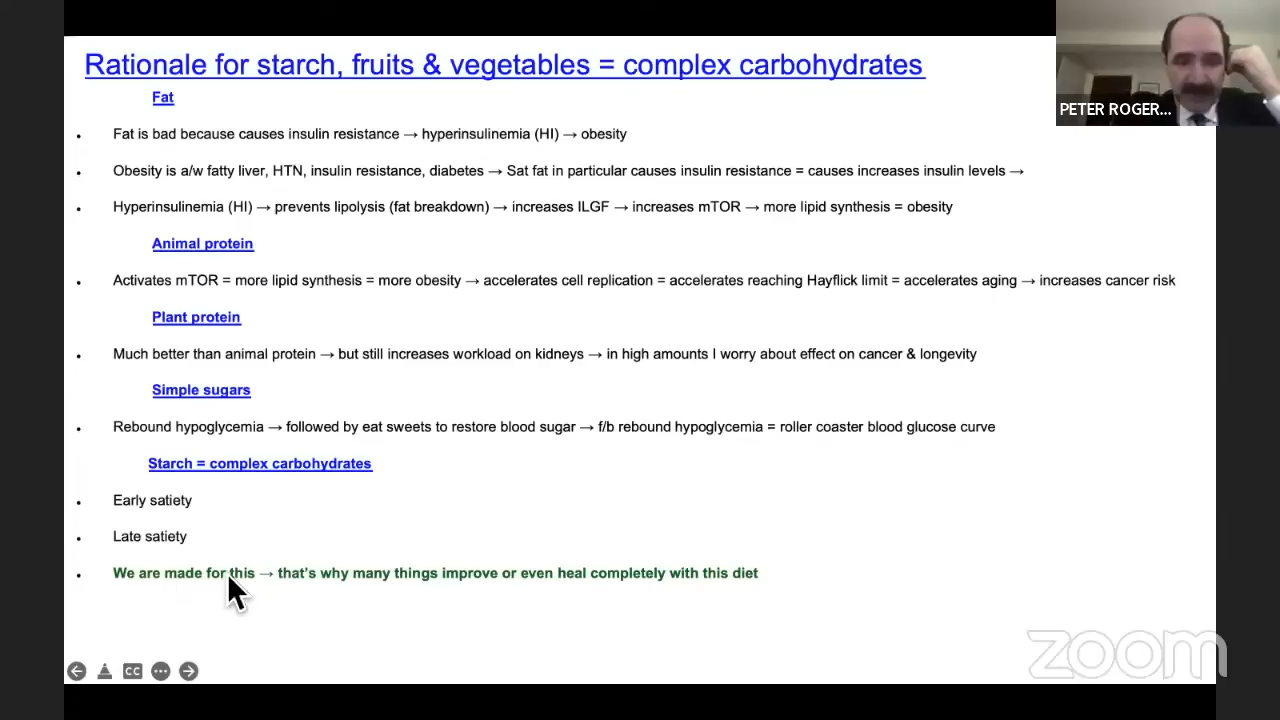 Rationale for starch, fruits & vegetables = complex carbohydrates
PETER ROGER...
Fat
• Fat is bad because causes insulin resistance → hyperinsulinemia (HI) → obesity
• Obesity is a/w fatty liver, HTN, insulin resistance, diabetes → Sat fat in particular causes insulin resistance = causes increases insulin levels →
• Hyperinsulinemia (HI) → prevents lipolysis (fat breakdown) → increases ILGF → increases mTOR → more lipid synthesis = obesity
Animal protein
• Activates mTOR = more lipid synthesis = more obesity → accelerates cell replication = accelerates reaching Hayflick limit = accelerates aging → increases cancer risk
Plant protein
• Much better than animal protein → but still increases workload on kidneys → in high amounts I worry about effect on cancer & longevity
Simple sugars
• Rebound hypoglycemia → followed by eat sweets to restore blood sugar → f/b rebound hypoglycemia = roller coaster blood glucose curve
Starch = complex carbohydrates
• Early satiety
• Late satiety
• We are made for this → that's why many things improve or even heal completely with this diet
zoom
CC